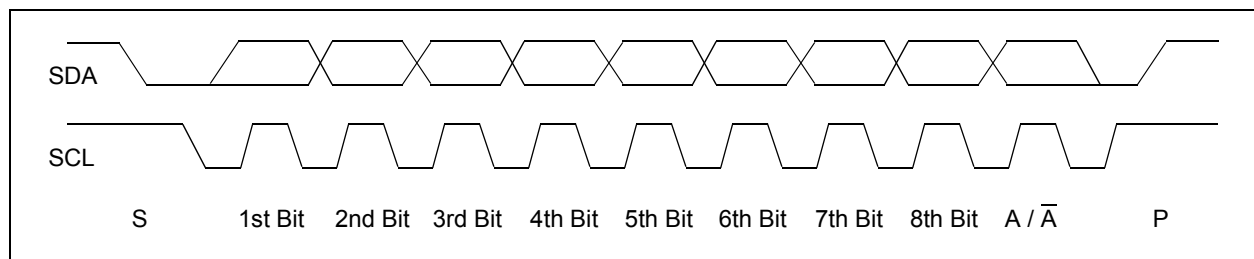 SDA
SCL
S 1st Bit 2nd Bit 3rd Bit 4th Bit 5th Bit 6th Bit 7th Bit 8th Bit A / A̅ P